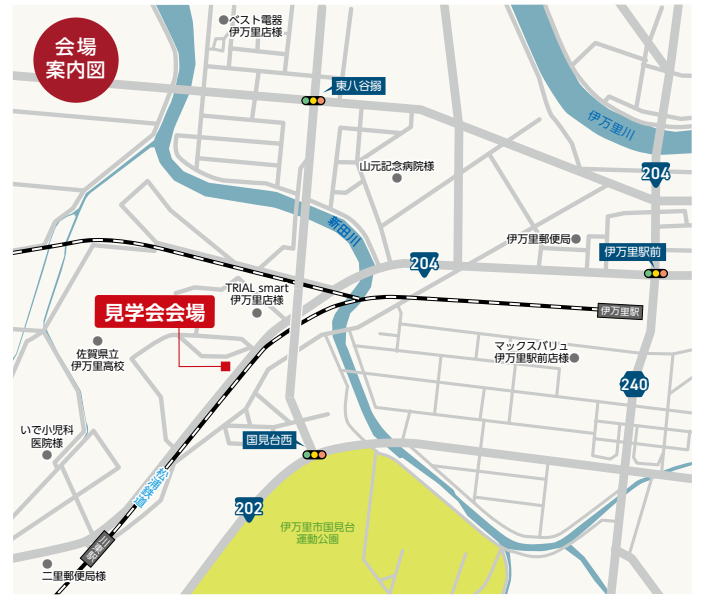 会場
案内図
ベスト電器
伊万里店様
東八谷搦
伊万里川
山元記念病院様
204
新田川
伊万里郵便局
伊万里駅前
204
TRIAL smart
伊万里店様
見学会会場
伊万里駅
佐賀県立
伊万里高校
マックスバリュ
伊万里駅前店様
240
いで小児科
医院様
国見台西
松浦鉄道
202
伊万里市国見台
運動公園
二里郵便局様